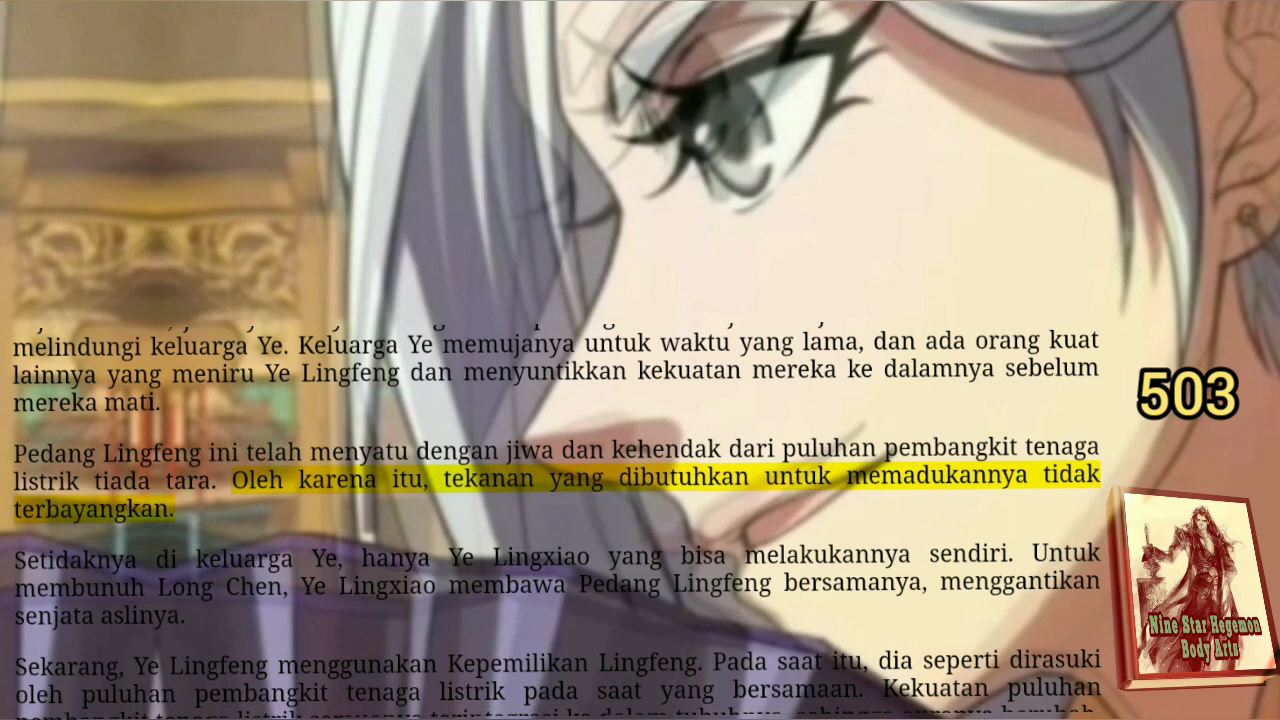 melindungi keluarga Ye. Keluarga Ye memujanya untuk waktu yang lama, dan ada orang kuat
lainnya yang meniru Ye Lingfeng dan menyuntikkan kekuatan mereka ke dalamnya sebelum
mereka mati.
Pedang Lingfeng ini telah menyatu dengan jiwa dan kehendak dari puluhan pembangkit tenaga
listrik tiada tara. Oleh karena itu, tekanan yang dibutuhkan untuk memadukannya tidak
terbayangkan.
Setidaknya di keluarga Ye, hanya Ye Lingxiao yang bisa melakukannya sendiri. Untuk
membunuh Long Chen, Ye Lingxiao membawa Pedang Lingfeng bersamanya, menggantikan
senjata aslinya.
Sekarang, Ye Lingfeng menggunakan Kepemilikan Lingfeng. Pada saat itu, dia seperti dirasuki
oleh puluhan pembangkit tenaga listrik pada saat yang bersamaan. Kekuatan puluhan
503
Nine Star Hegemon
Body Arts